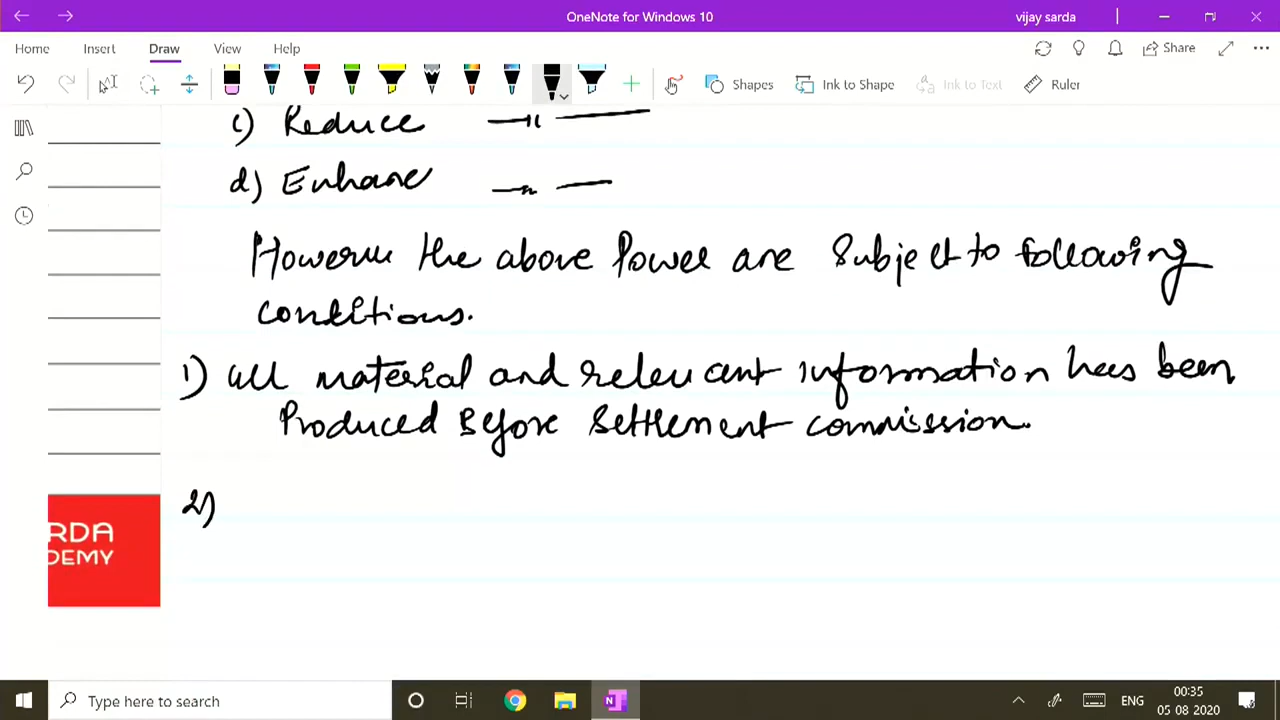 OneNote for Windows 10
vijay sarda
Home Insert Draw View Help
Share
Shapes
Ink to Shape
Ink to Text
Ruler
c) Reduce —"—
d) Enhance —"—
However the above Power are Subject to following
conditions.
1) all material and relevant information has been
Produced Before Settlement commission.
2)
RDA
DEMY
Type here to search
ENG
00:35
05-08-2020